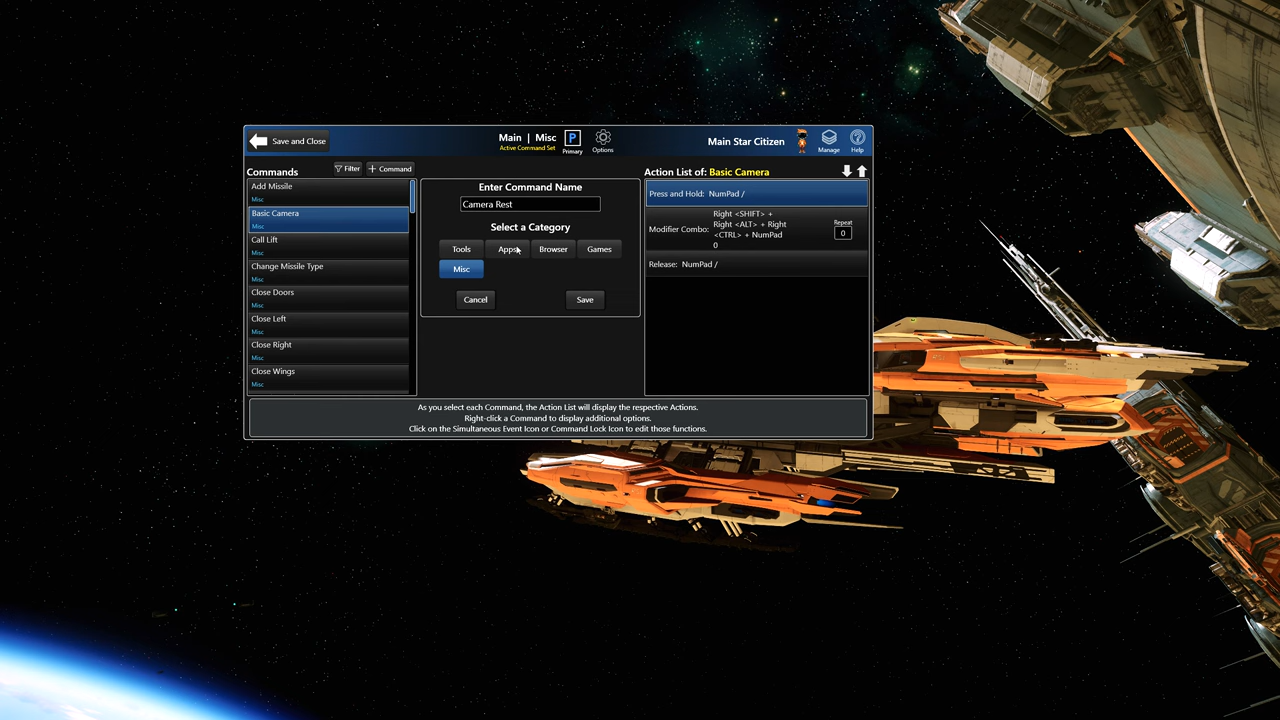 Save and Close
Main | Misc
Active Command Set
P
Primary
Options
Main Star Citizen
Manage
?
Help
Commands
Filter
+ Command
Add Missile
Misc
Basic Camera
Misc
Call Lift
Misc
Change Missile Type
Misc
Close Doors
Misc
Close Left
Misc
Close Right
Misc
Close Wings
Misc
Enter Command Name
Camera Rest
Select a Category
Tools
Apps
Browser
Games
Misc
Cancel
Save
Action List of: Basic Camera
Press and Hold: NumPad /
Modifier Combo:
Right <SHIFT> +
Right <ALT> + Right
<CTRL> + NumPad
0
Repeat
0
Release: NumPad /
As you select each Command, the Action List will display the respective Actions.
Right-click a Command to display additional options.
Click on the Simultaneous Event Icon or Command Lock Icon to edit those functions.